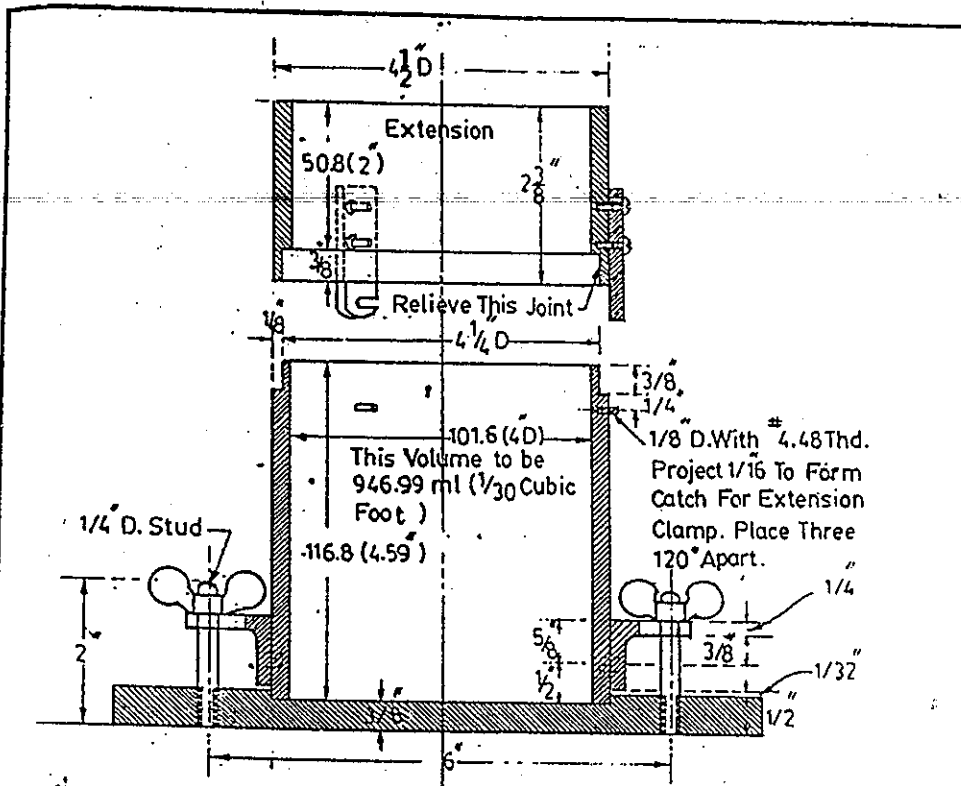 4 1/2" D
Extension
50.8 (2")
2 3/8"
3/8"
Relieve This Joint
1/8"
4 1/4" D
3/8"
1/4"
101.6 (4"D)
1/8" D. With #4.48 Thd.
This Volume to be
Project 1/16" To Form
946.99 ml (1/30 Cubic
Catch For Extension
Foot )
Clamp. Place Three
1/4" D. Stud
116.8 (4.59")
120° Apart.
1/4"
2"
5/8"
3/8"
1/2"
1/32"
3/8"
1/2"
6"